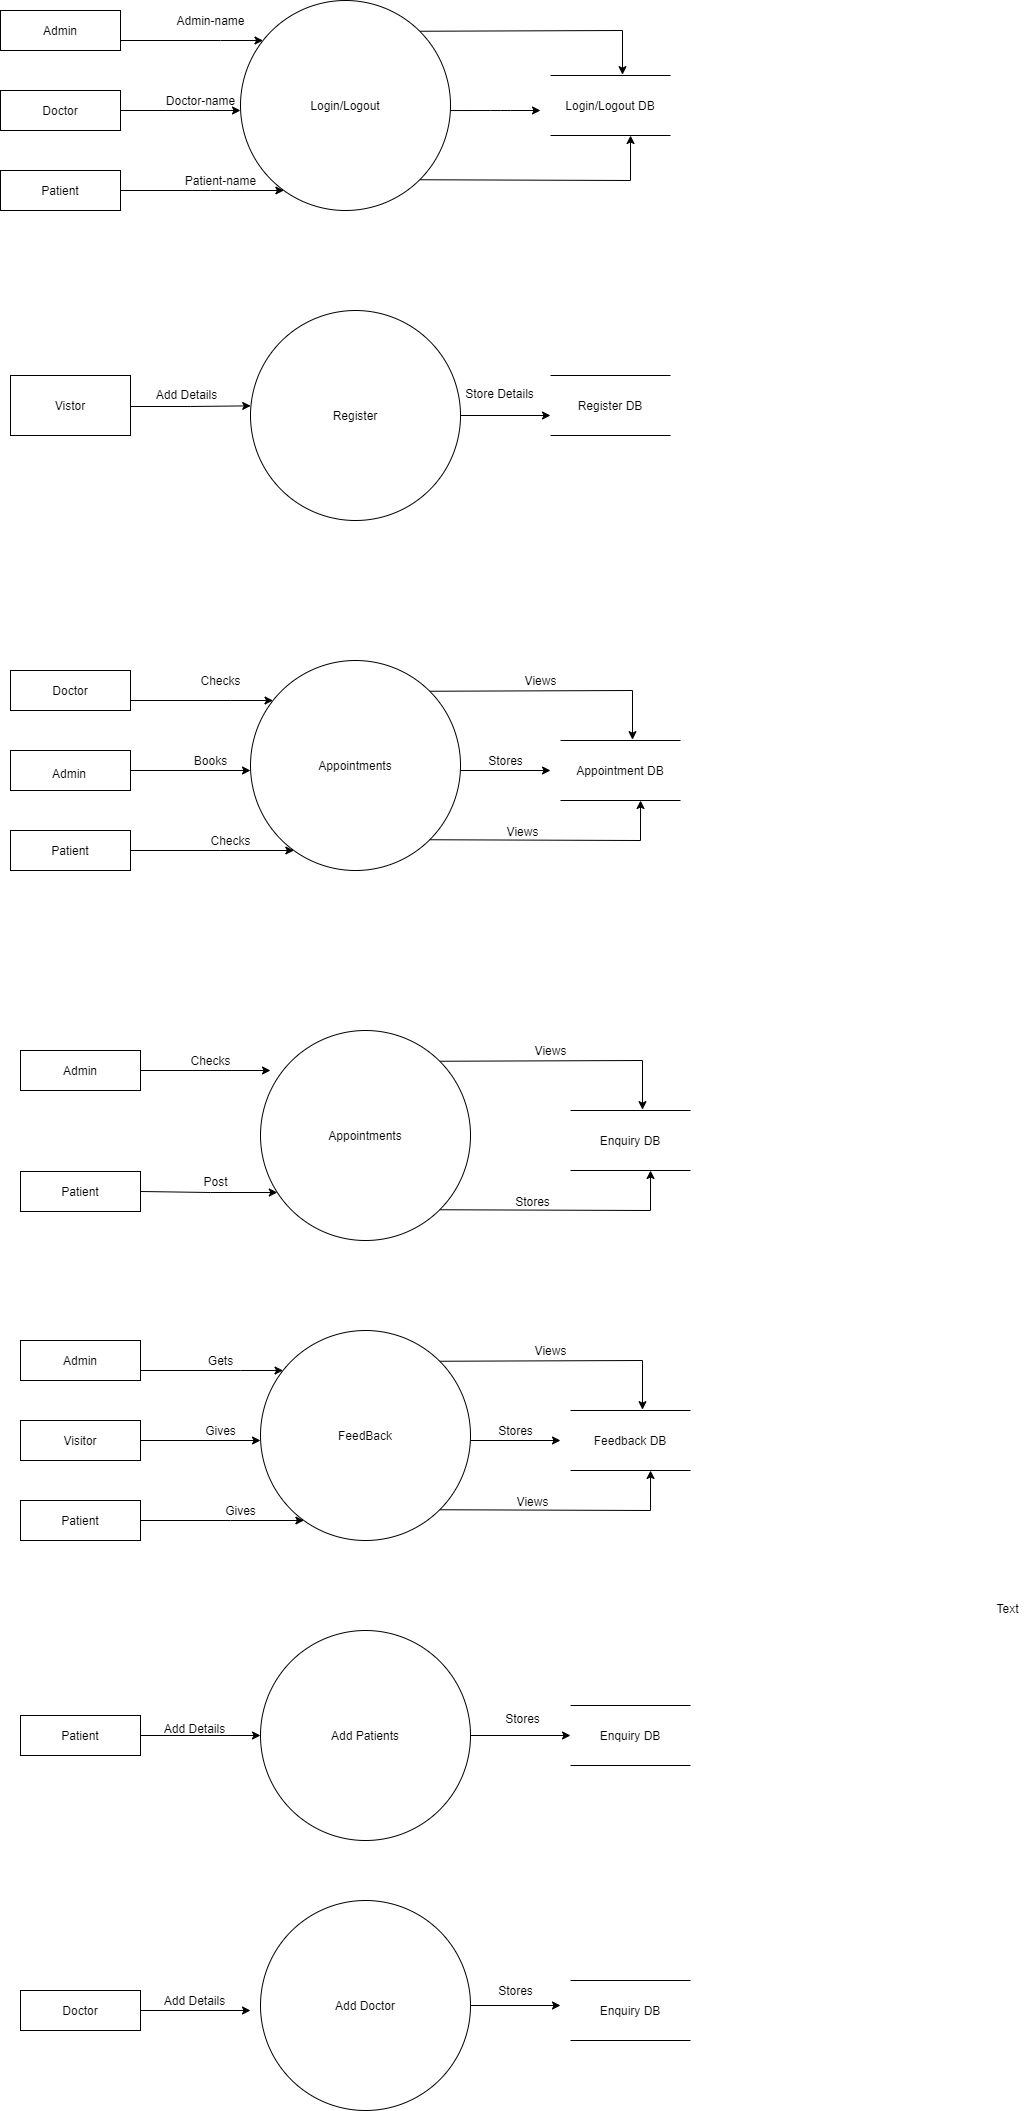 Admin-name
Admin
Doctor-name
Login/Logout
Login/Logout DB
Doctor
Patient-name
Patient
Add Details
Store Details
Vistor
Register
Register DB
Checks
Views
Doctor
Books
Appointments
Stores
Admin
Appointment DB
Checks
Views
Patient
Checks
Views
Admin
Appointments
Enquiry DB
Post
Patient
Stores
Gets
Views
Admin
Gives
FeedBack
Stores
Visitor
Feedback DB
Gives
Views
Patient
Text
Add Details
Stores
Patient
Add Patients
Enquiry DB
Add Details
Stores
Doctor
Add Doctor
Enquiry DB